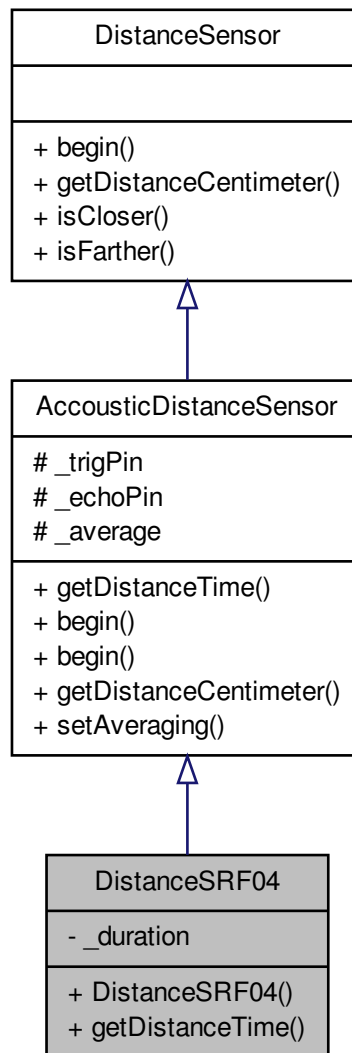 DistanceSensor
+ begin()
+ getDistanceCentimeter()
+ isCloser()
+ isFarther()
AccousticDistanceSensor
# _trigPin
# _echoPin
# _average
+ getDistanceTime()
+ begin()
+ begin()
+ getDistanceCentimeter()
+ setAveraging()
DistanceSRF04
- _duration
+ DistanceSRF04()
+ getDistanceTime()